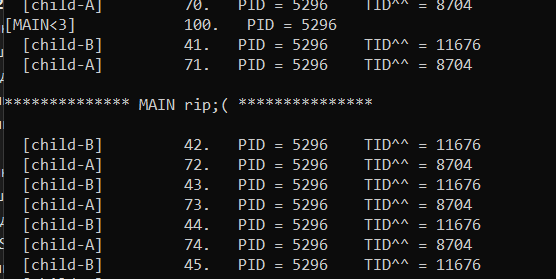 [child-A] 70. PID = 5296 TID^^ = 8704
[MAIN<3] 100. PID = 5296
[child-B] 41. PID = 5296 TID^^ = 11676
[child-A] 71. PID = 5296 TID^^ = 8704
************** MAIN rip;( ***************
[child-B] 42. PID = 5296 TID^^ = 11676
[child-A] 72. PID = 5296 TID^^ = 8704
[child-B] 43. PID = 5296 TID^^ = 11676
[child-A] 73. PID = 5296 TID^^ = 8704
[child-B] 44. PID = 5296 TID^^ = 11676
[child-A] 74. PID = 5296 TID^^ = 8704
[child-B] 45. PID = 5296 TID^^ = 11676